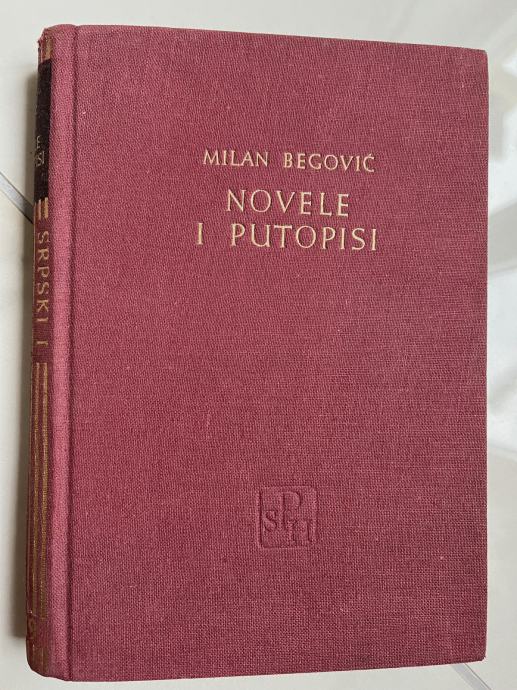 MILAN BEGOVIĆ
NOVELE
I PUTOPISI
SPH
SRPSKI I